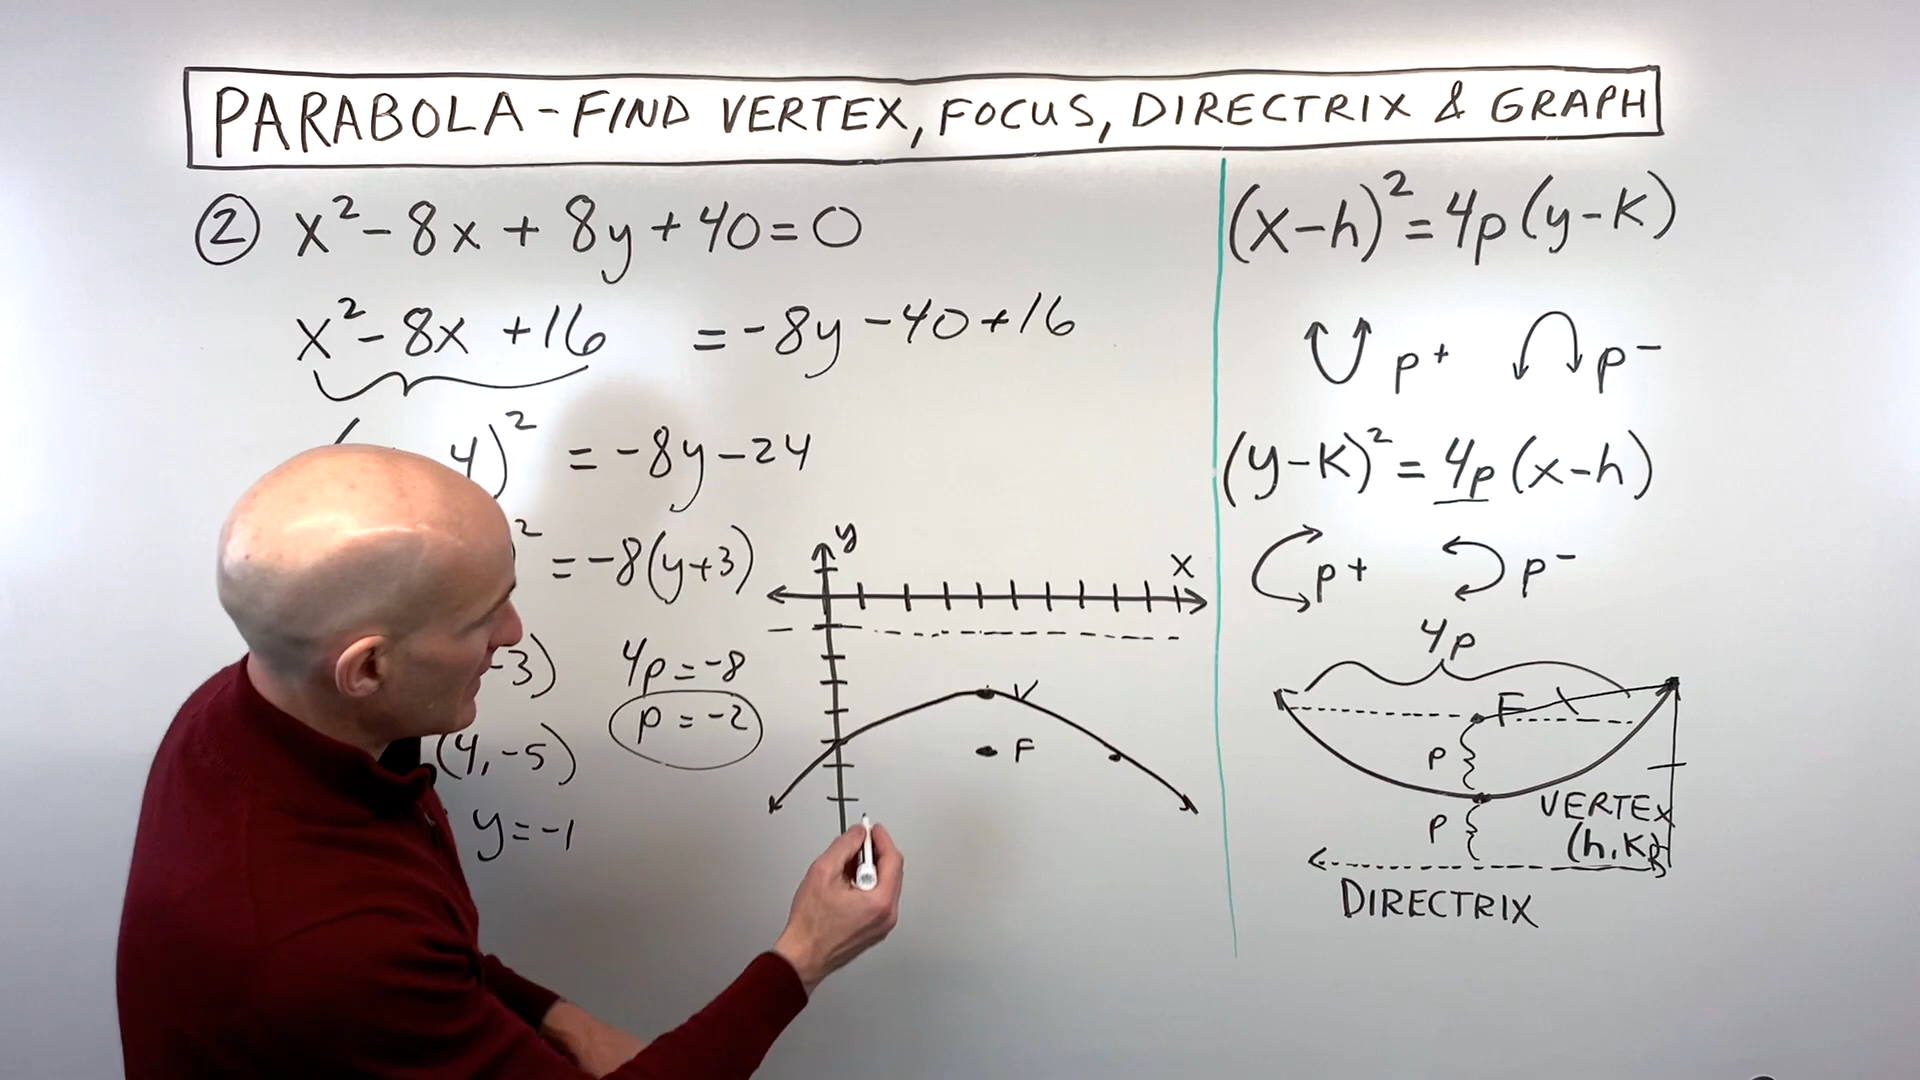 PARABOLA - FIND VERTEX, FOCUS, DIRECTRIX & GRAPH
② x² - 8x + 8y + 40 = 0
x² - 8x + 16 = -8y - 40 + 16
4)² = -8y - 24
)² = -8(y+3)
-3)
4p = -8
p = -2
(4, -5)
y = -1
y
x
V
F
(x-h)² = 4p(y-k)
p+
p-
(y-k)² = 4p(x-h)
p+
p-
4p
F
p
VERTEX
p
(h,k)
DIRECTRIX